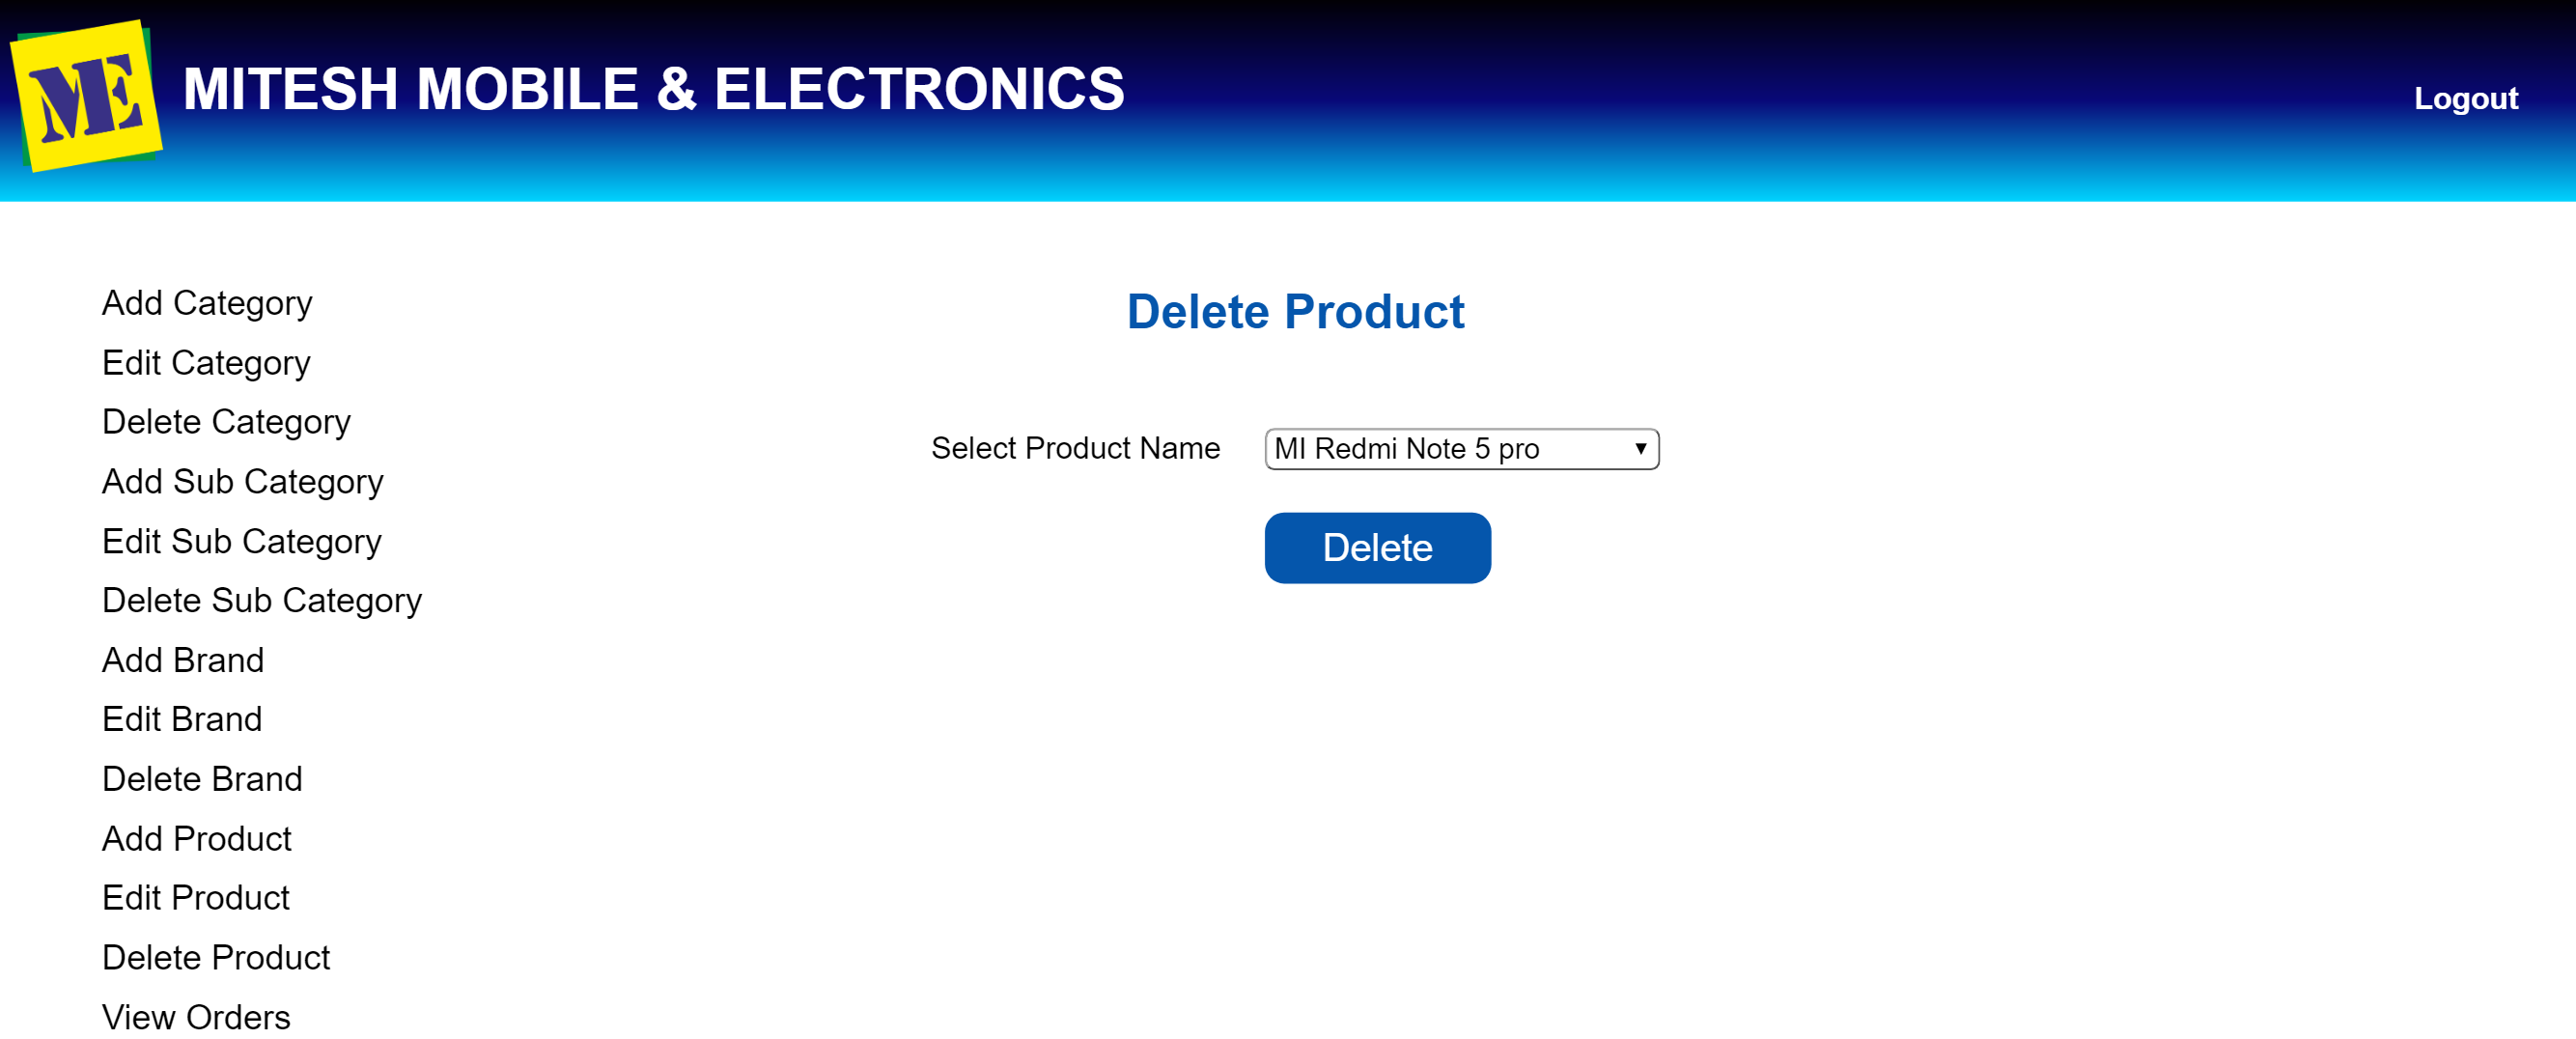 ME
MITESH MOBILE & ELECTRONICS
Logout
Add Category
Edit Category
Delete Category
Add Sub Category
Edit Sub Category
Delete Sub Category
Add Brand
Edit Brand
Delete Brand
Add Product
Edit Product
Delete Product
View Orders
Delete Product
Select Product Name
MI Redmi Note 5 pro
Delete